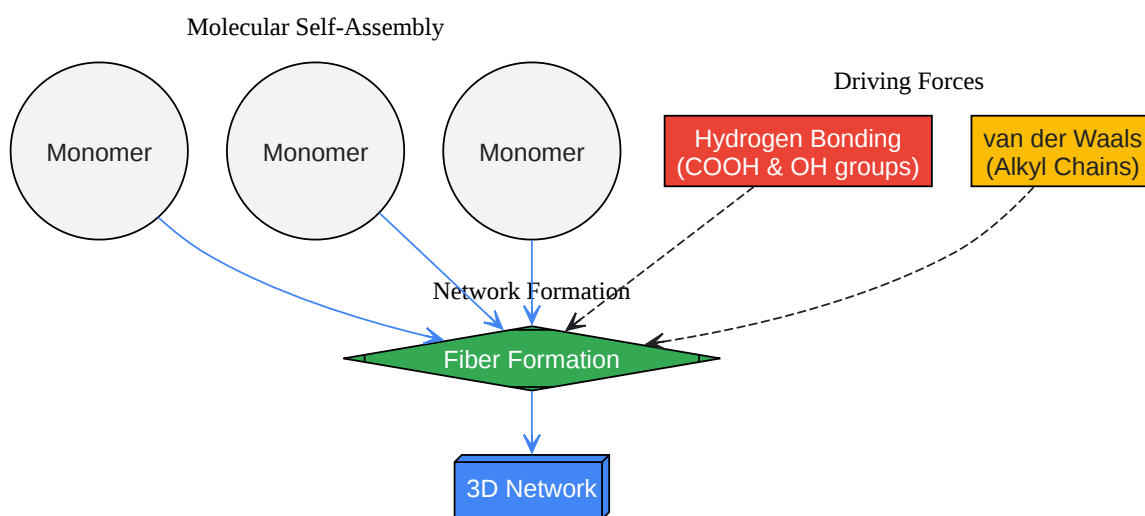 Molecular Self-Assembly
Driving Forces
Monomer
Monomer
Monomer
Hydrogen Bonding
(COOH & OH groups)
van der Waals
(Alkyl Chains)
Network Formation
Fiber Formation
3D Network